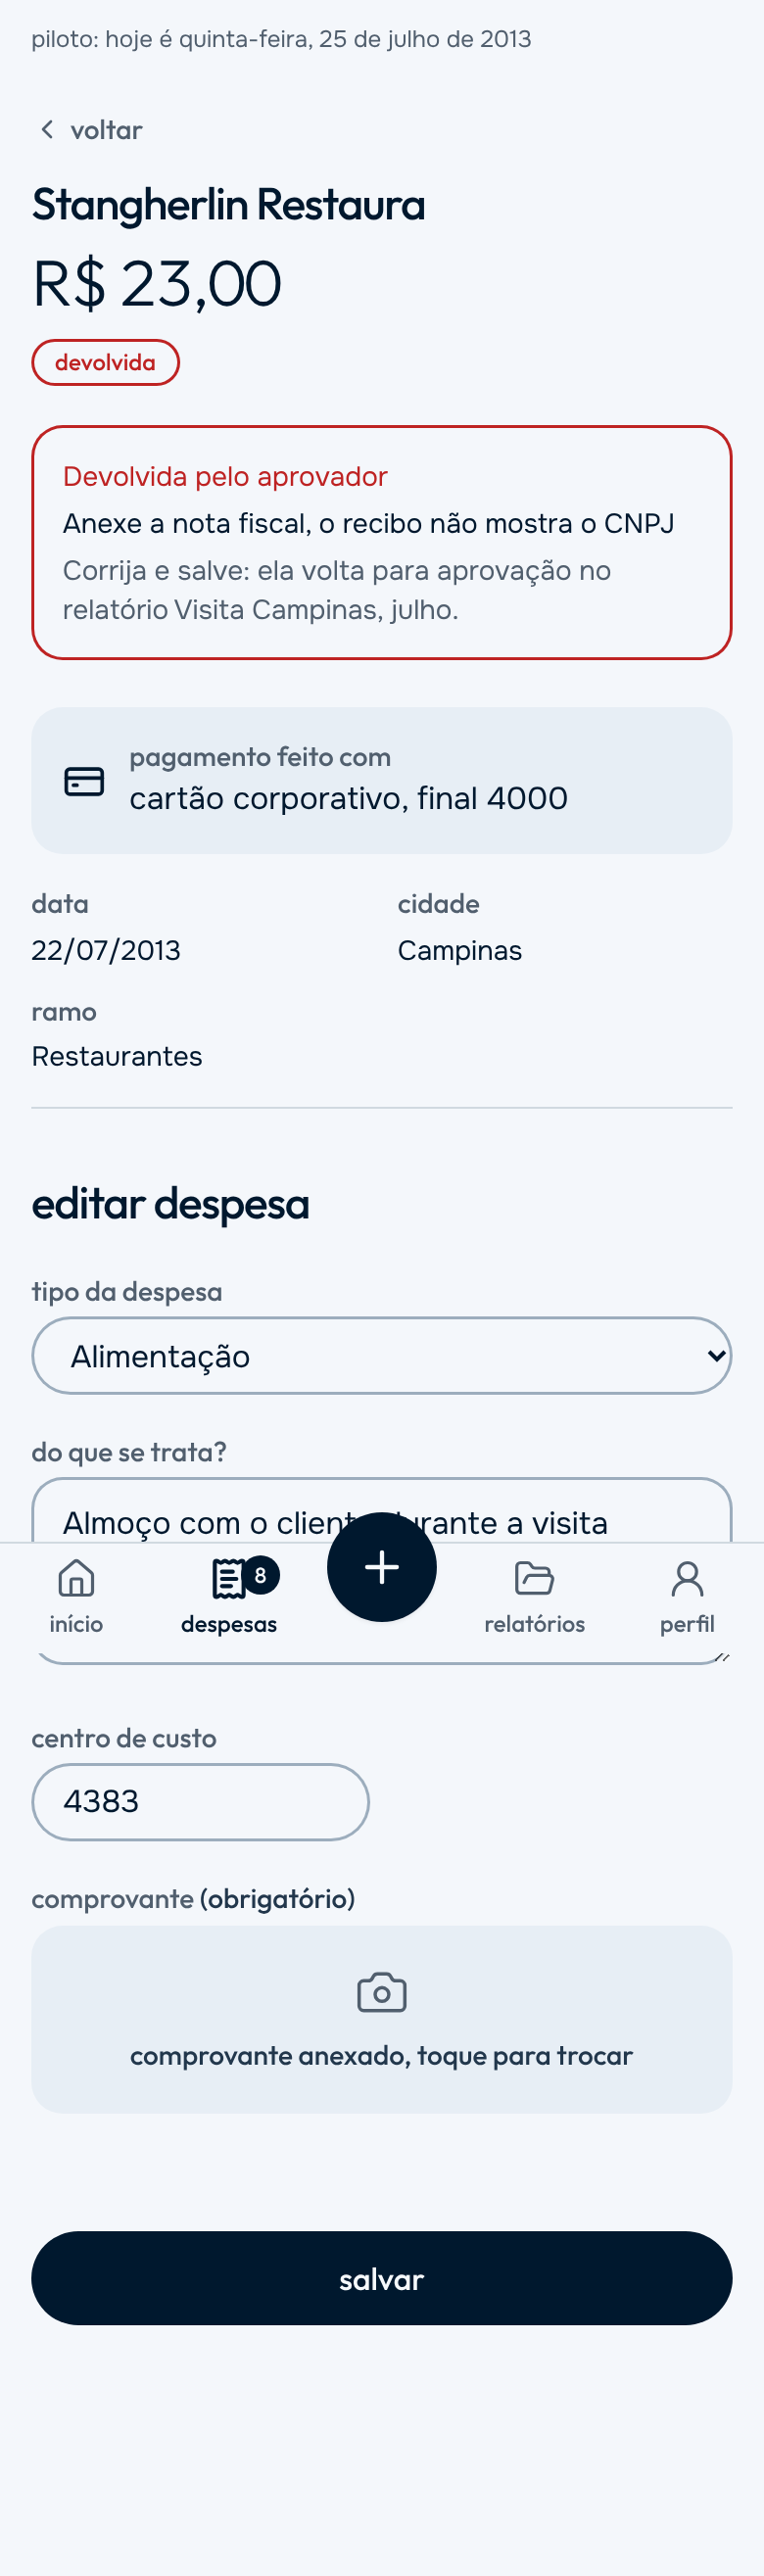 piloto: hoje é quinta-feira, 25 de julho de 2013
voltar
Stangherlin Restaura
R$ 23,00
devolvida
Devolvida pelo aprovador
Anexe a nota fiscal, o recibo não mostra o CNPJ
Corrija e salve: ela volta para aprovação no
relatório Visita Campinas, julho.
pagamento feito com
cartão corporativo, final 4000
data
22/07/2013
cidade
Campinas
ramo
Restaurantes
editar despesa
tipo da despesa
Alimentação
do que se trata?
Almoço com o cliente durante a visita
início
despesas
8
relatórios
perfil
centro de custo
4383
comprovante (obrigatório)
comprovante anexado, toque para trocar
salvar